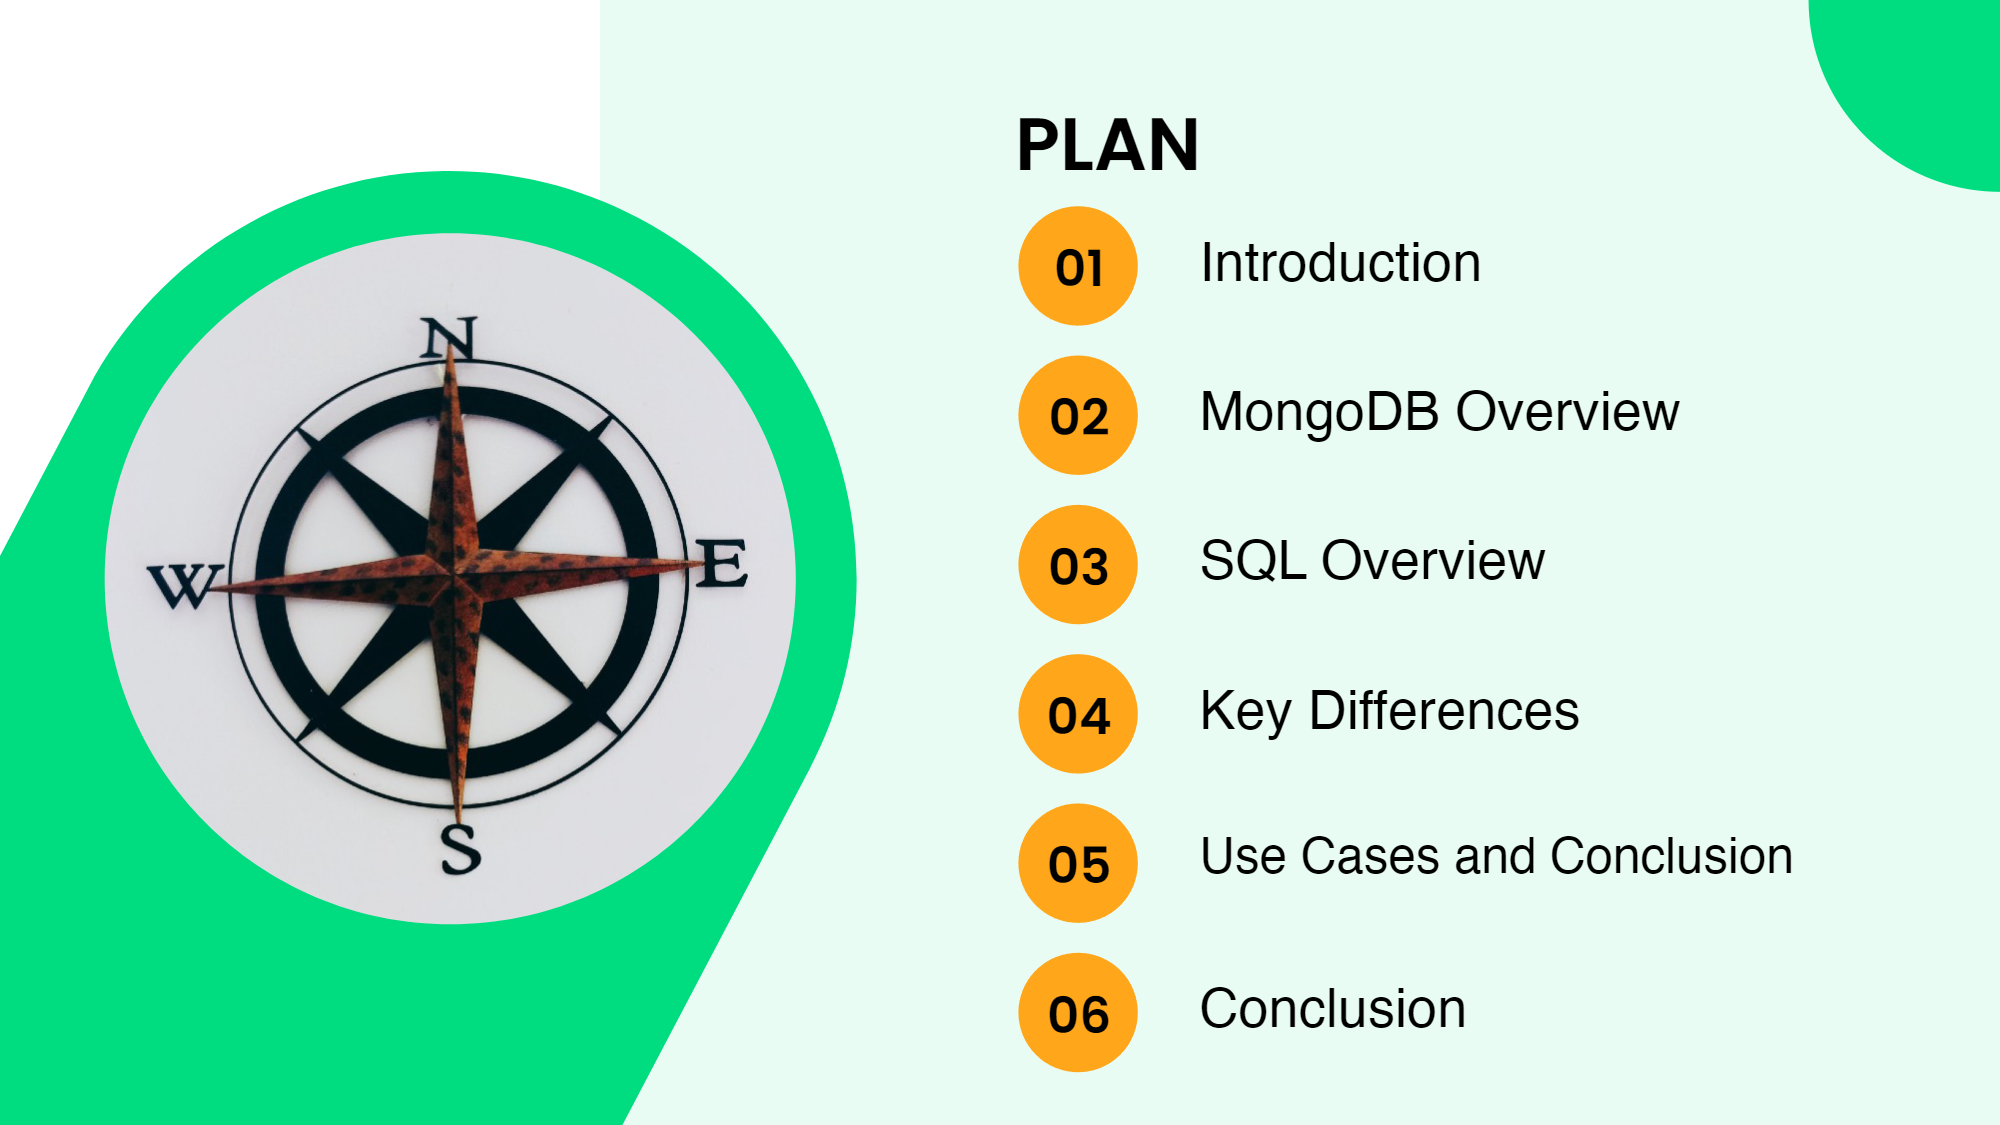 PLAN
01 Introduction
02 MongoDB Overview
03 SQL Overview
04 Key Differences
05 Use Cases and Conclusion
06 Conclusion
N
W
E
S